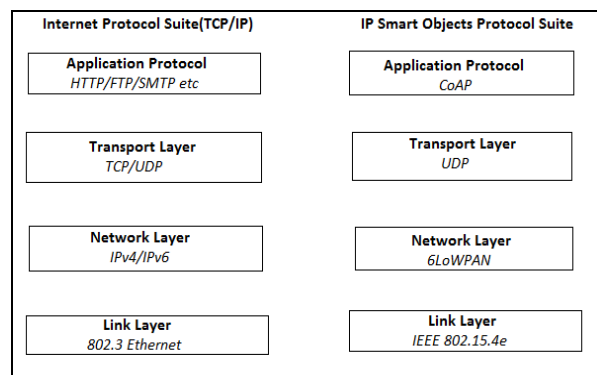 Internet Protocol Suite(TCP/IP)
Application Protocol
HTTP/FTP/SMTP etc
Transport Layer
TCP/UDP
Network Layer
IPv4/IPv6
Link Layer
802.3 Ethernet
IP Smart Objects Protocol Suite
Application Protocol
CoAP
Transport Layer
UDP
Network Layer
6LoWPAN
Link Layer
IEEE 802.15.4e